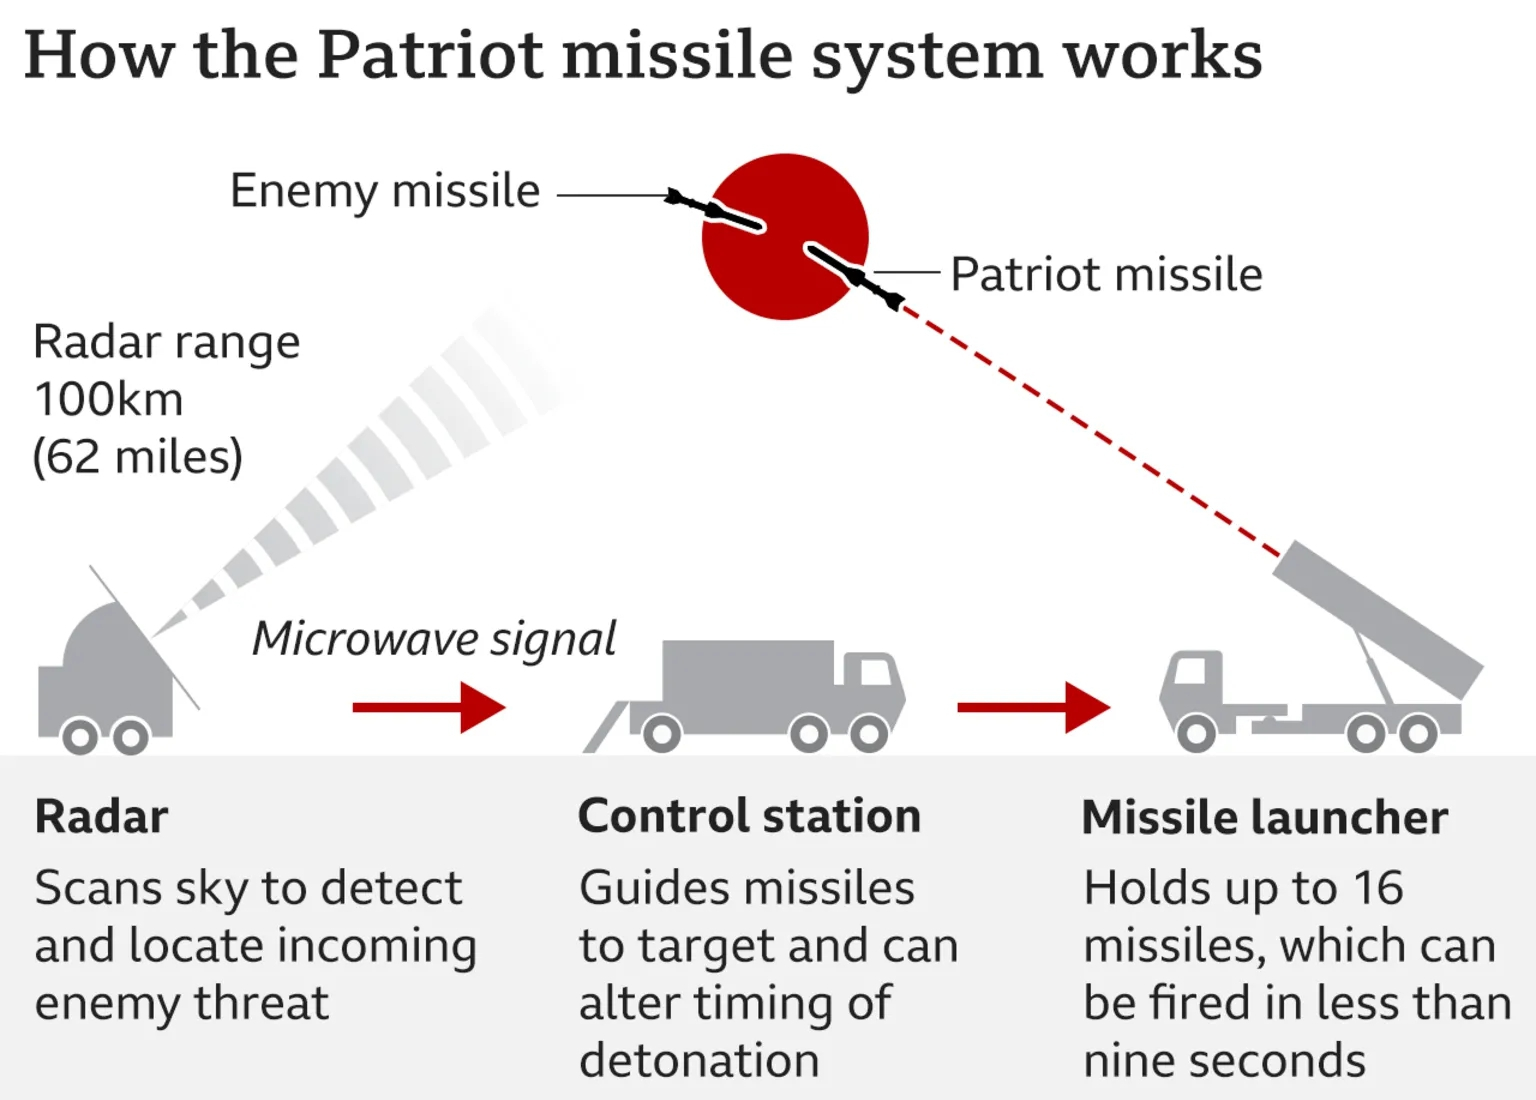 How the Patriot missile system works
Enemy missile
Patriot missile
Radar range
100km
(62 miles)
Microwave signal
Radar
Scans sky to detect
and locate incoming
enemy threat
Control station
Guides missiles
to target and can
alter timing of
detonation
Missile launcher
Holds up to 16
missiles, which can
be fired in less than
nine seconds